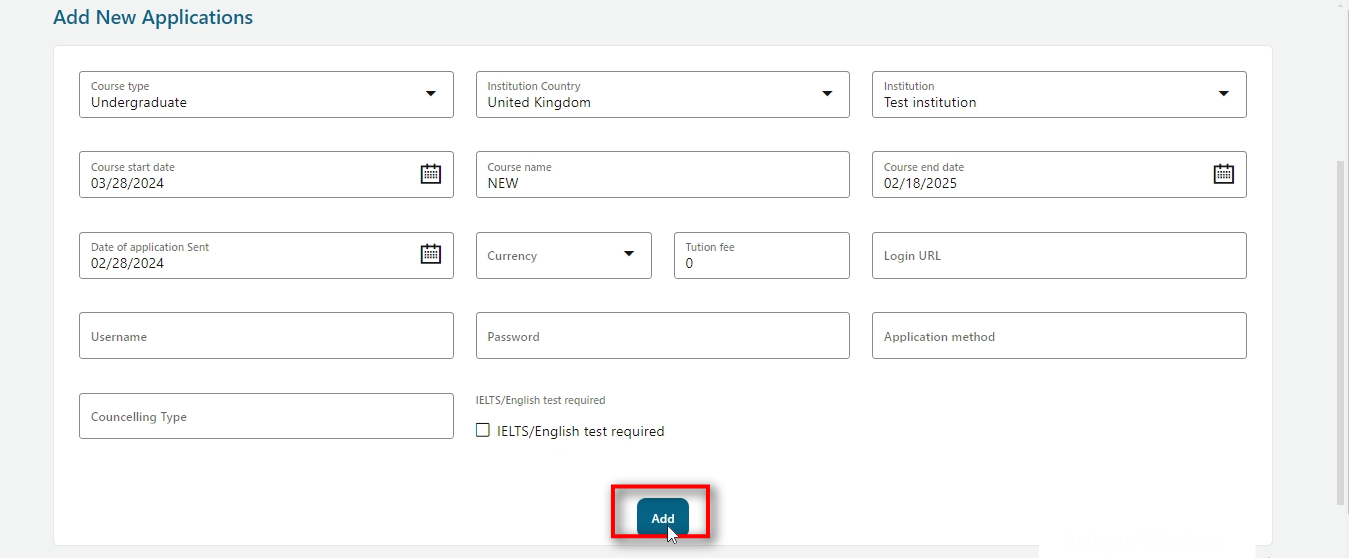 Add New Applications
Course type
Undergraduate
Institution Country
United Kingdom
Institution
Test institution
Course start date
03/28/2024
Course name
NEW
Course end date
02/18/2025
Date of application Sent
02/28/2024
Currency
Tution fee
0
Login URL
Username
Password
Application method
Councelling Type
IELTS/English test required
IELTS/English test required
Add